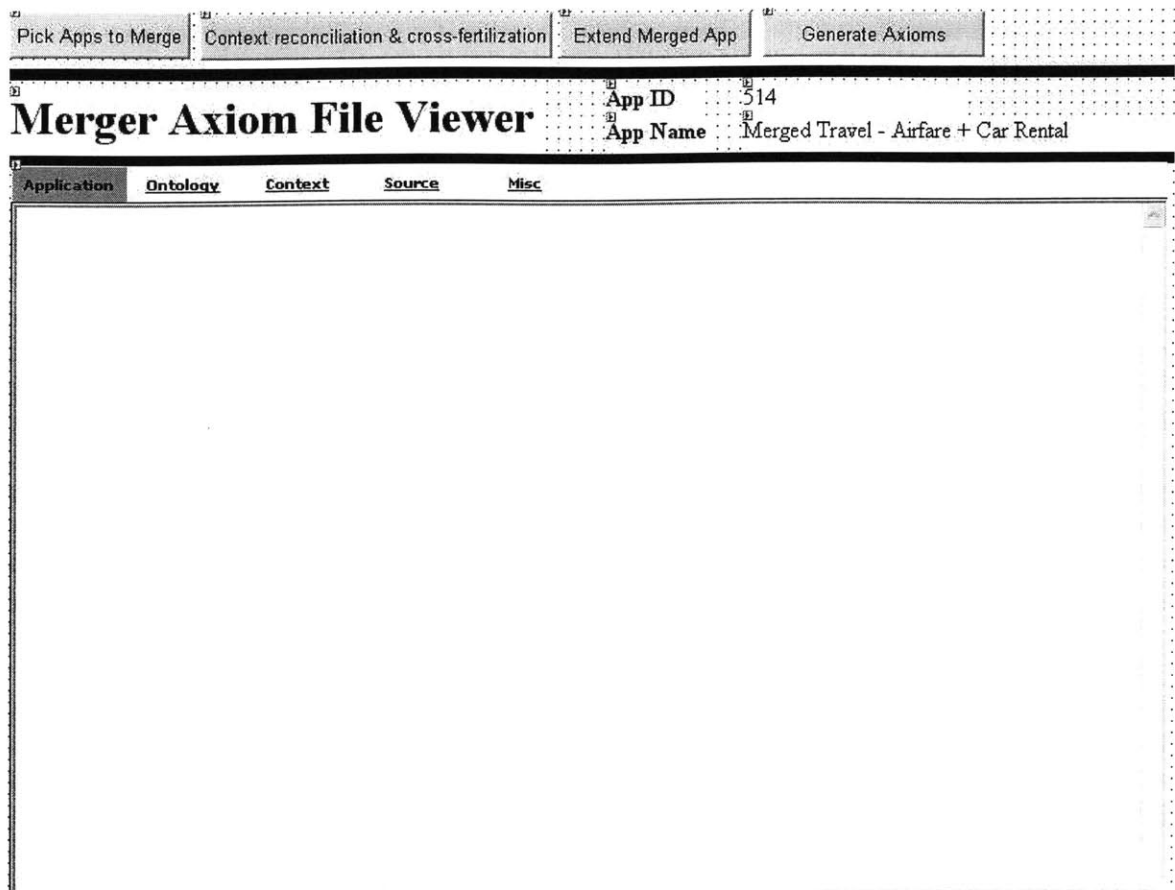 Pick Apps to Merge Context reconciliation & cross-fertilization Extend Merged App Generate Axioms
Merger Axiom File Viewer
App ID 514
App Name Merged Travel - Airfare + Car Rental
Application Ontology Context Source Misc